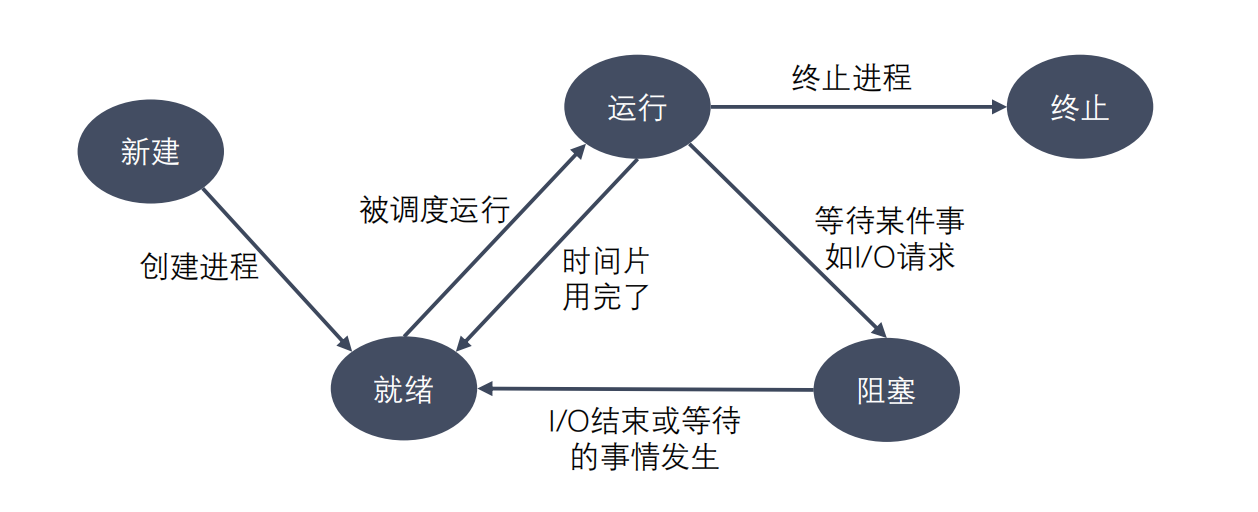 终止进程
运行
终止
新建
被调度运行
等待某件事
如I/O请求
创建进程
时间片
用完了
就绪
阻塞
I/O结束或等待
的事情发生